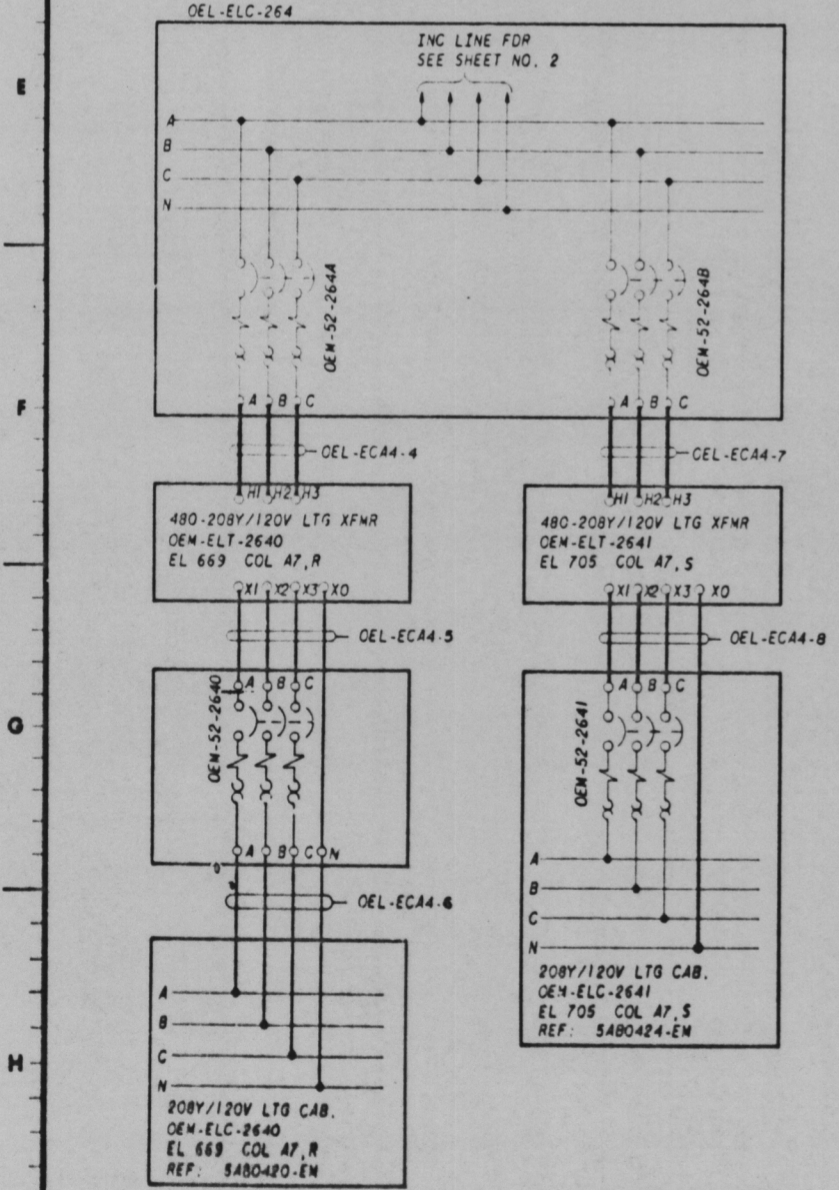 OEL-ELC-264
INC LINE FDR
SEE SHEET NO. 2
E
A
B
C
N
OEM-52-264A
OEM-52-264B
F
A B C
A B C
OEL-ECA4-4
OEL-ECA4-7
H1 H2 H3
480-208Y/120V LTG XFMR
OEM-ELT-2640
EL 669 COL A7,R
X1 X2 X3 X0
H1 H2 H3
480-208Y/120V LTG XFMR
OEM-ELT-2641
EL 705 COL A7,S
X1 X2 X3 X0
OEL-ECA4-5
OEL-ECA4-8
G
A B C
OEM-52-2640
A B C N
A B C
OEM-52-2641
A
B
C
N
208Y/120V LTG CAB.
OEM-ELC-2641
EL 705 COL A7,S
REF: 5AB0424-EM
OEL-ECA4-6
H
A
B
C
N
208Y/120V LTG CAB.
OEM-ELC-2640
EL 669 COL A7,R
REF: 5AB0420-EM